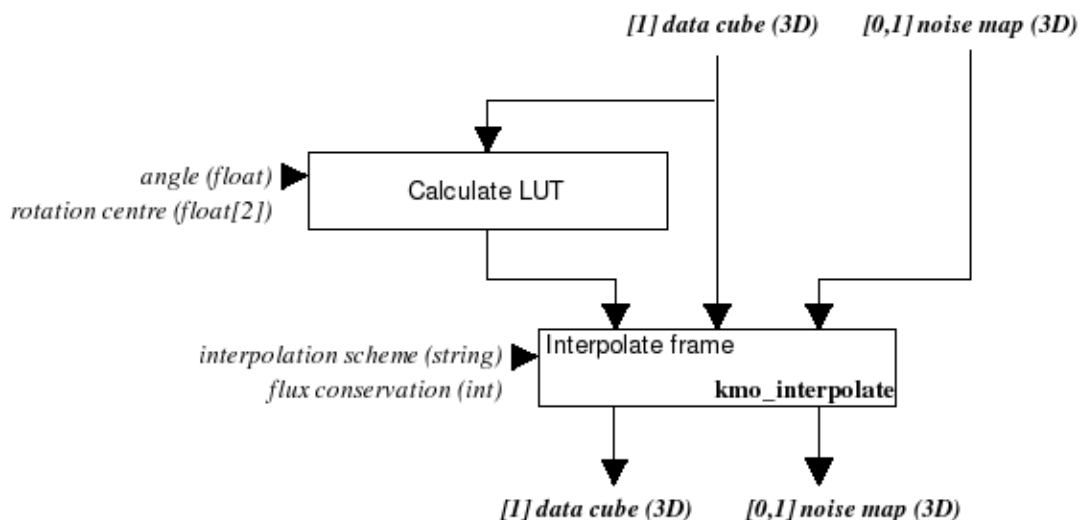 [1] data cube (3D)
[0,1] noise map (3D)
angle (float)
rotation centre (float[2])
Calculate LUT
interpolation scheme (string)
flux conservation (int)
Interpolate frame
kmo_interpolate
[1] data cube (3D)
[0,1] noise map (3D)